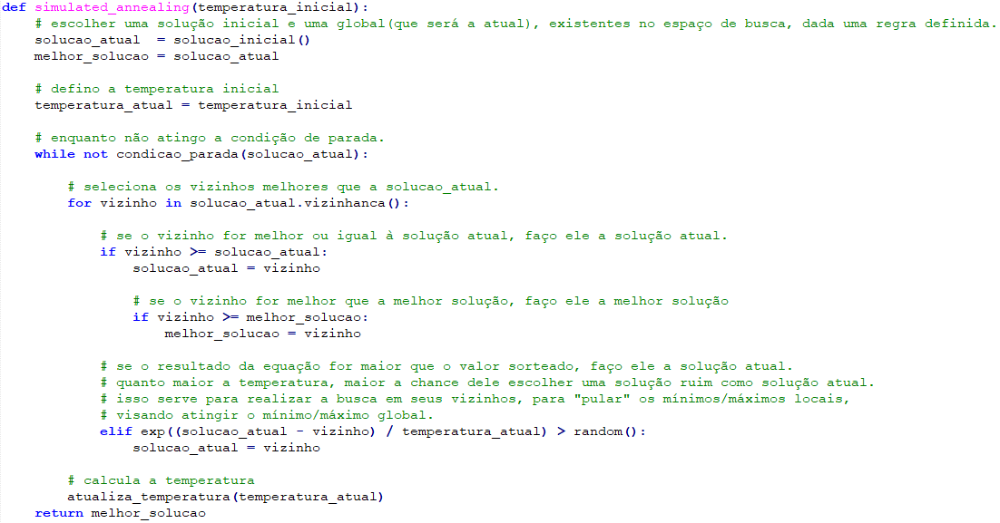 def simulated_annealing(temperatura_inicial):
    # escolher uma solução inicial e uma global(que será a atual), existentes no espaço de busca, dada uma regra definida.
    solucao_atual  = solucao_inicial()
    melhor_solucao = solucao_atual

    # defino a temperatura inicial
    temperatura_atual = temperatura_inicial

    # enquanto não atingo a condição de parada.
    while not condicao_parada(solucao_atual):

        # seleciona os vizinhos melhores que a solucao_atual.
        for vizinho in solucao_atual.vizinhanca():

            # se o vizinho for melhor ou igual à solução atual, faço ele a solução atual.
            if vizinho >= solucao_atual:
                solucao_atual = vizinho

                # se o vizinho for melhor que a melhor solução, faço ele a melhor solução
                if vizinho >= melhor_solucao:
                    melhor_solucao = vizinho

            # se o resultado da equação for maior que o valor sorteado, faço ele a solução atual.
            # quanto maior a temperatura, maior a chance dele escolher uma solução ruim como solução atual.
            # isso serve para realizar a busca em seus vizinhos, para "pular" os mínimos/máximos locais,
            # visando atingir o mínimo/máximo global.
            elif exp((solucao_atual - vizinho) / temperatura_atual) > random():
                solucao_atual = vizinho

        # calcula a temperatura
        atualiza_temperatura(temperatura_atual)
    return melhor_solucao